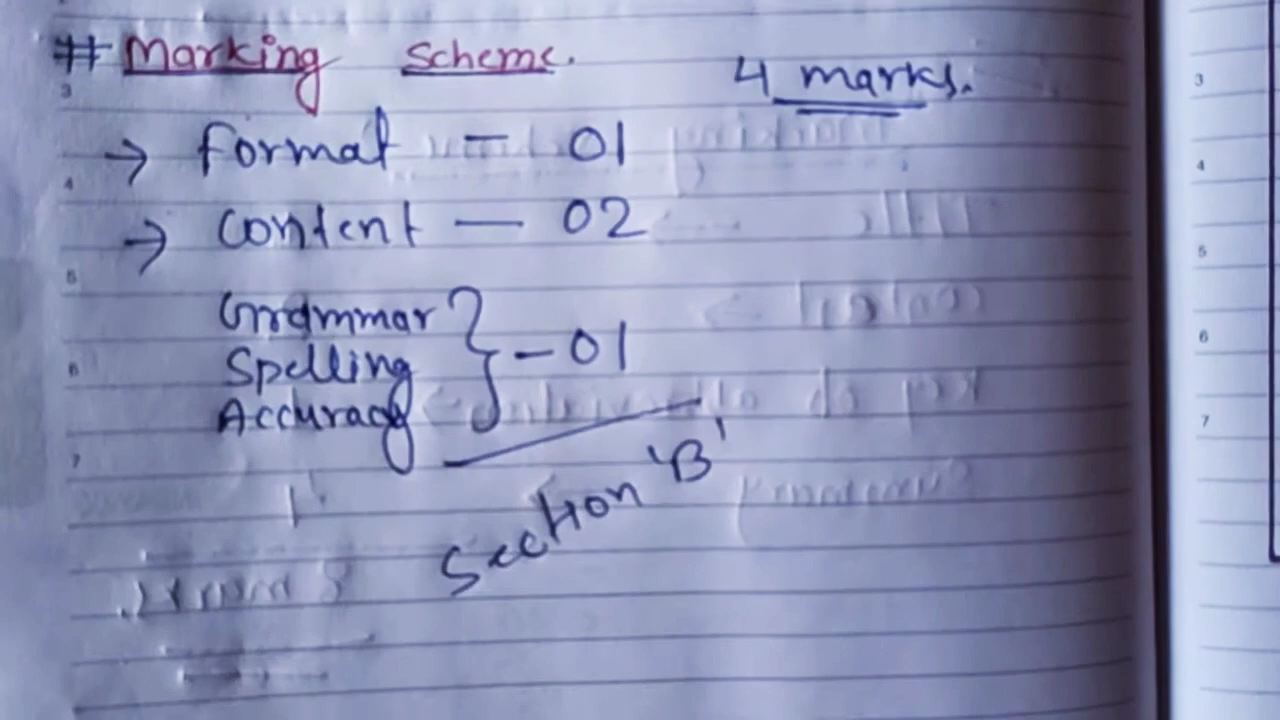 # Marking Scheme.
4 marks.
→ Format - 01
→ Content - 02
Grammar
Spelling } - 01
Accuracy
Section 'B'